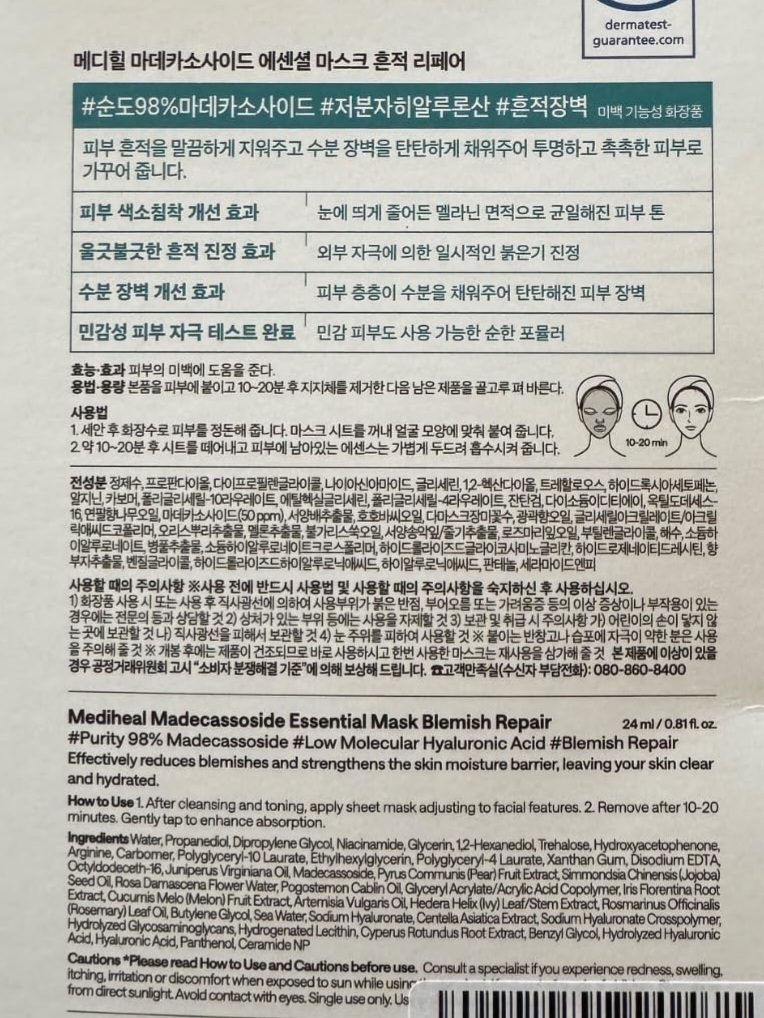 dermatest-
guarantee.com
메디힐 마데카소사이드 에센셜 마스크 흔적 리페어
#순도98%마데카소사이드 #저분자히알루론산 #흔적장벽 미백 기능성 화장품
피부 흔적을 말끔하게 지워주고 수분 장벽을 탄탄하게 채워주어 투명하고 촉촉한 피부로
가꾸어 줍니다.
피부 색소침착 개선 효과 눈에 띄게 줄어든 멜라닌 면적으로 균일해진 피부 톤
울긋불긋한 흔적 진정 효과 외부 자극에 의한 일시적인 붉은기 진정
수분 장벽 개선 효과 피부 층층이 수분을 채워주어 탄탄해진 피부 장벽
민감성 피부 자극 테스트 완료 민감 피부도 사용 가능한 순한 포뮬러
효능·효과 피부의 미백에 도움을 준다.
용법·용량 본품을 피부에 붙이고 10~20분 후 지지체를 제거한 다음 남은 제품을 골고루 펴 바른다.
사용법
1. 세안 후 화장수로 피부를 정돈해 줍니다. 마스크 시트를 꺼내 얼굴 모양에 맞춰 붙여 줍니다.
2. 약 10~20분 후 시트를 떼어내고 피부에 남아있는 에센스는 가볍게 두드려 흡수시켜 줍니다.
10-20 min
전성분 정제수, 프로판다이올, 다이프로필렌글라이콜, 나이아신아마이드, 글리세린, 1,2-헥산다이올, 트레할로오스, 하이드록시아세토페논,
알지닌, 카보머, 폴리글리세릴-10라우레이트, 에틸헥실글리세린, 폴리글리세릴-4라우레이트, 잔탄검, 다이소듐이디티에이, 옥틸도데세스-
16, 연필향나무오일, 마데카소사이드(50 ppm), 서양배추출물, 호호바씨오일, 다마스크장미꽃수, 광곽향오일, 글리세릴아크릴레이트/아크릴
릭애씨드코폴리머, 오리스뿌리추출물, 멜론추출물, 불가리스쑥오일, 서양송악잎/줄기추출물, 로즈마리잎오일, 부틸렌글라이콜, 해수, 소듐하
이알루로네이트, 병풀추출물, 소듐하이알루로네이트크로스폴리머, 하이드롤라이즈드글라이코사미노글리칸, 하이드로제네이티드레시틴, 향
부자추출물, 벤질글라이콜, 하이드롤라이즈드하이알루로닉애씨드, 하이알루로닉애씨드, 판테놀, 세라마이드엔피
사용할 때의 주의사항 ※사용 전에 반드시 사용법 및 사용할 때의 주의사항을 숙지하신 후 사용하십시오.
1) 화장품 사용 시 또는 사용 후 직사광선에 의하여 사용부위가 붉은 반점, 부어오름 또는 가려움증 등의 이상 증상이나 부작용이 있는
경우에는 전문의 등과 상담할 것 2) 상처가 있는 부위 등에는 사용을 자제할 것 3) 보관 및 취급 시 주의사항 가) 어린이의 손이 닿지 않
는 곳에 보관할 것 나) 직사광선을 피해서 보관할 것 4) 눈 주위를 피하여 사용할 것 ※ 붙이는 반창고나 습포에 자극이 약한 분은 사용
을 주의해 줄 것 ※ 개봉 후에는 제품이 건조되므로 바로 사용하시고 한번 사용한 마스크는 재사용을 삼가해 줄 것 본 제품에 이상이 있을
경우 공정거래위원회 고시 "소비자 분쟁해결 기준"에 의해 보상해 드립니다. ☎고객만족실(수신자 부담전화): 080-860-8400
Mediheal Madecassoside Essential Mask Blemish Repair 24 ml / 0.81 fl. oz.
#Purity 98% Madecassoside #Low Molecular Hyaluronic Acid #Blemish Repair
Effectively reduces blemishes and strengthens the skin moisture barrier, leaving your skin clear
and hydrated.
How to Use 1. After cleansing and toning, apply sheet mask adjusting to facial features. 2. Remove after 10-20
minutes. Gently tap to enhance absorption.
Ingredients Water, Propanediol, Dipropylene Glycol, Niacinamide, Glycerin, 1,2-Hexanediol, Trehalose, Hydroxyacetophenone,
Arginine, Carbomer, Polyglyceryl-10 Laurate, Ethylhexylglycerin, Polyglyceryl-4 Laurate, Xanthan Gum, Disodium EDTA,
Octyldodeceth-16, Juniperus Virginiana Oil, Madecassoside, Pyrus Communis (Pear) Fruit Extract, Simmondsia Chinensis (Jojoba)
Seed Oil, Rosa Damascena Flower Water, Pogostemon Cablin Oil, Glyceryl Acrylate/Acrylic Acid Copolymer, Iris Florentina Root
Extract, Cucumis Melo (Melon) Fruit Extract, Artemisia Vulgaris Oil, Hedera Helix (Ivy) Leaf/Stem Extract, Rosmarinus Officinalis
(Rosemary) Leaf Oil, Butylene Glycol, Sea Water, Sodium Hyaluronate, Centella Asiatica Extract, Sodium Hyaluronate Crosspolymer,
Hydrolyzed Glycosaminoglycans, Hydrogenated Lecithin, Cyperus Rotundus Root Extract, Benzyl Glycol, Hydrolyzed Hyaluronic
Acid, Hyaluronic Acid, Panthenol, Ceramide NP
Cautions *Please read How to Use and Cautions before use. Consult a specialist if you experience redness, swelling,
itching, irritation or discomfort when exposed to sun while using
from direct sunlight. Avoid contact with eyes. Single use only.